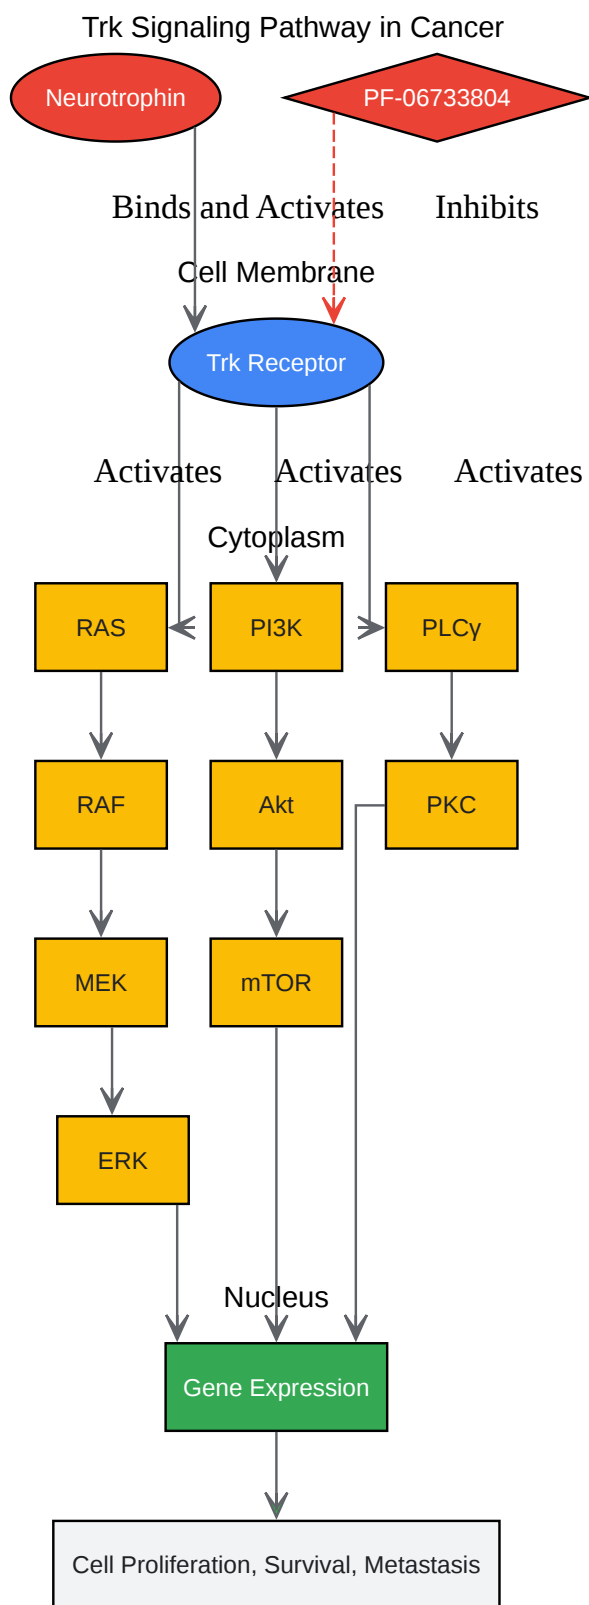 Trk Signaling Pathway in Cancer
Neurotrophin
PF-06733804
Binds and Activates
Inhibits
Cell Membrane
Trk Receptor
Activates
Activates
Activates
Cytoplasm
RAS
PI3K
PLCγ
RAF
Akt
PKC
MEK
mTOR
ERK
Nucleus
Gene Expression
Cell Proliferation, Survival, Metastasis